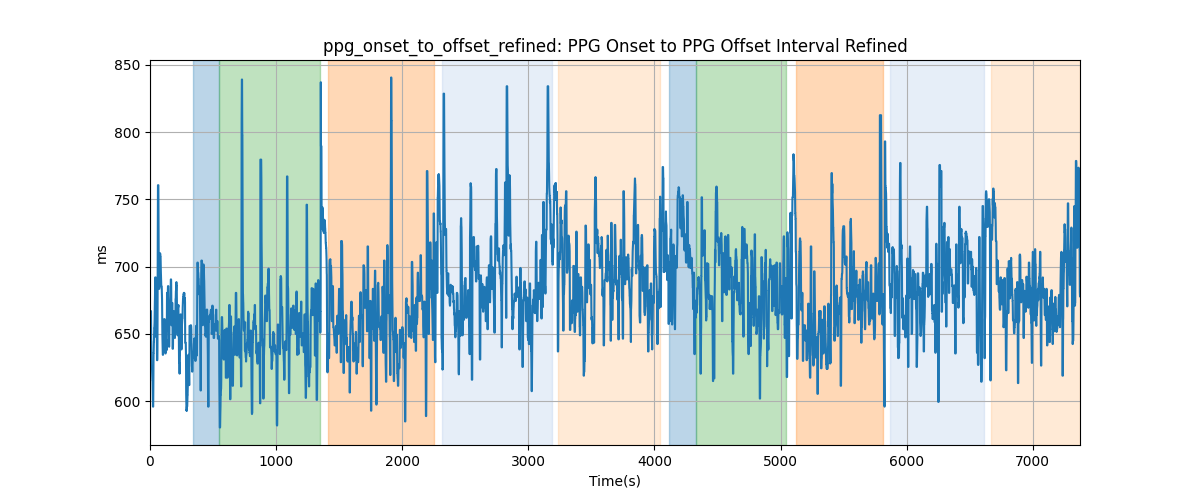 ppg_onset_to_offset_refined: PPG Onset to PPG Offset Interval Refined
850
800
750
700
650
600
ms
0 1000 2000 3000 4000 5000 6000 7000
Time(s)